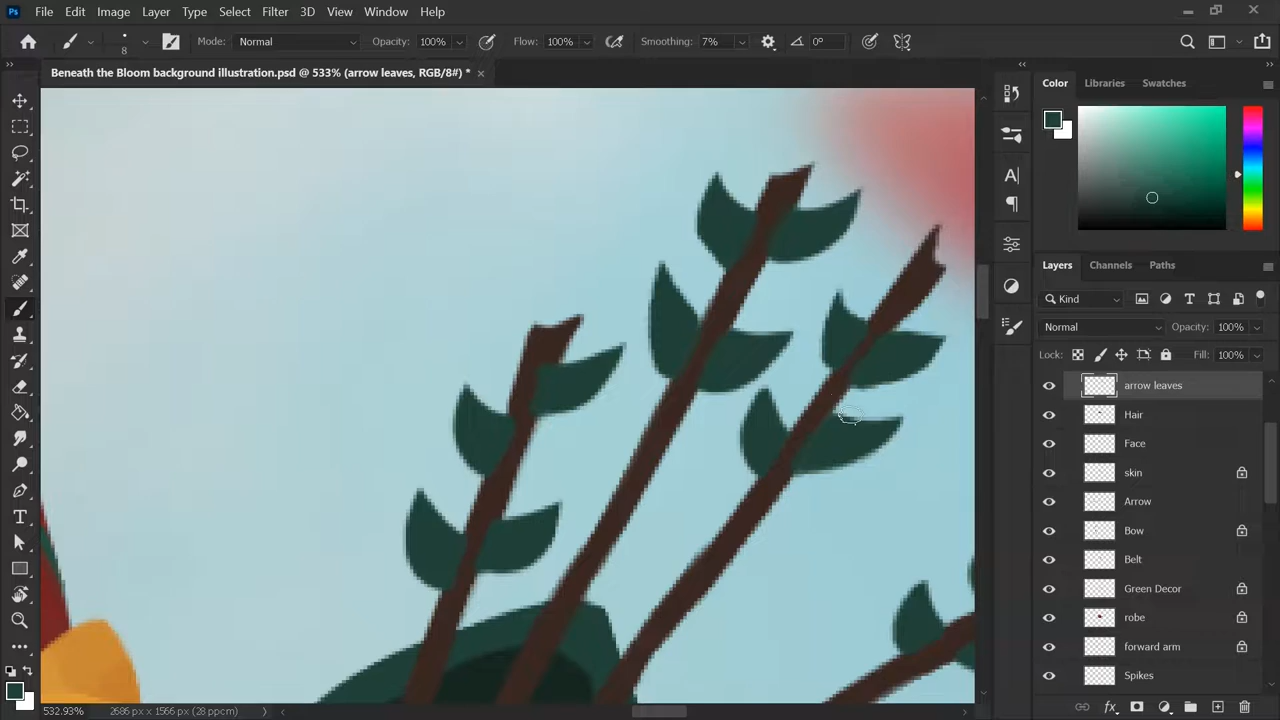 Ps File Edit Image Layer Type Select Filter 3D View Window Help
8 Mode: Normal Opacity: 100% Flow: 100% Smoothing: 7% 0°
Beneath the Bloom background illustration.psd @ 533% (arrow leaves, RGB/8#) *
Color Libraries Swatches
Layers Channels Paths
Kind
Normal Opacity: 100%
Lock: Fill: 100%
arrow leaves
Hair
Face
skin
Arrow
Bow
Belt
Green Decor
robe
forward arm
Spikes
532.93% 2686 px x 1566 px (28 ppcm)